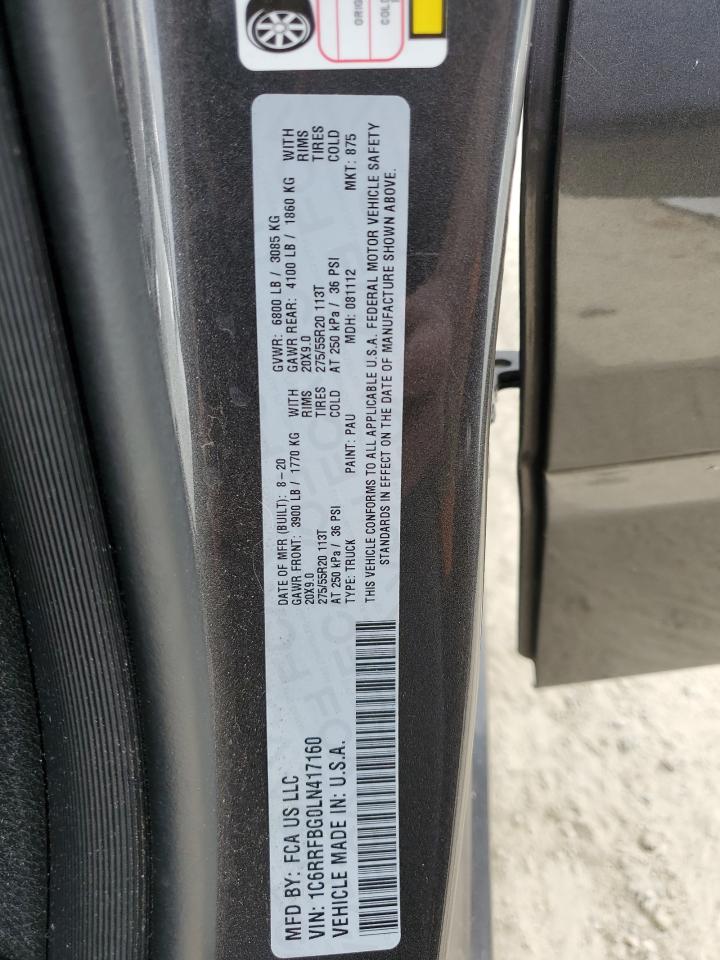 ORIG
COLD
MFD BY: FCA US LLC
VIN: 1C6RRFBG0LN417160
VEHICLE MADE IN: U.S.A.
DATE OF MFR (BUILT): 8-20 GVWR: 6800 LB / 3085 KG
GAWR FRONT: 3900 LB / 1770 KG WITH GAWR REAR: 4100 LB / 1860 KG WITH
20X9.0 RIMS 20X9.0 RIMS
275/55R20 113T TIRES 275/55R20 113T TIRES
AT 250 kPa / 36 PSI COLD AT 250 kPa / 36 PSI COLD
TYPE: TRUCK PAINT: PAU MDH: 081112 MKT: 875
THIS VEHICLE CONFORMS TO ALL APPLICABLE U.S.A. FEDERAL MOTOR VEHICLE SAFETY
STANDARDS IN EFFECT ON THE DATE OF MANUFACTURE SHOWN ABOVE.